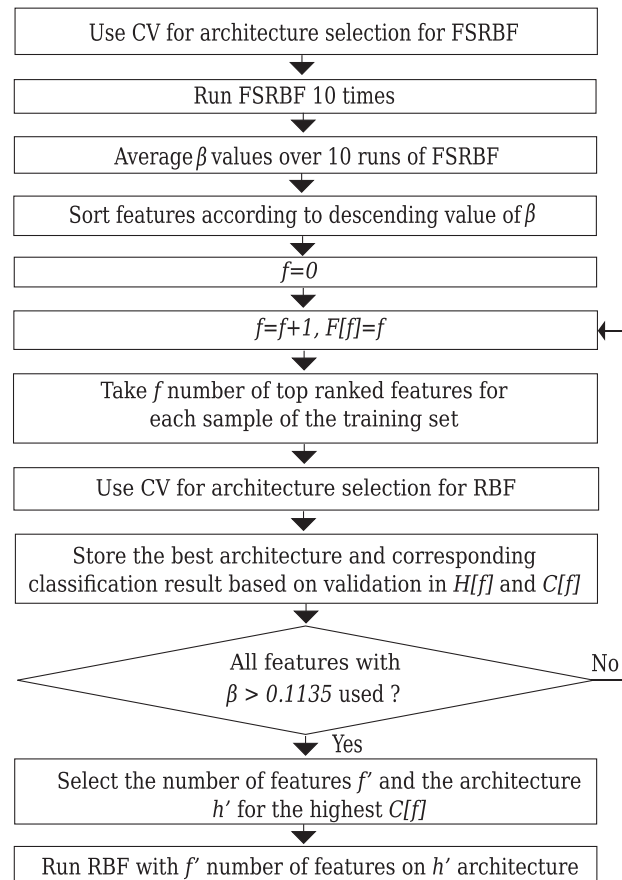 Use CV for architecture selection for FSRBF
Run FSRBF 10 times
Average β values over 10 runs of FSRBF
Sort features according to descending value of β
f=0
f=f+1, F[f]=f
Take f number of top ranked features for
each sample of the training set
Use CV for architecture selection for RBF
Store the best architecture and corresponding
classification result based on validation in H[f] and C[f]
All features with
β > 0.1135 used ?
No
Yes
Select the number of features f' and the architecture
h' for the highest C[f]
Run RBF with f' number of features on h' architecture